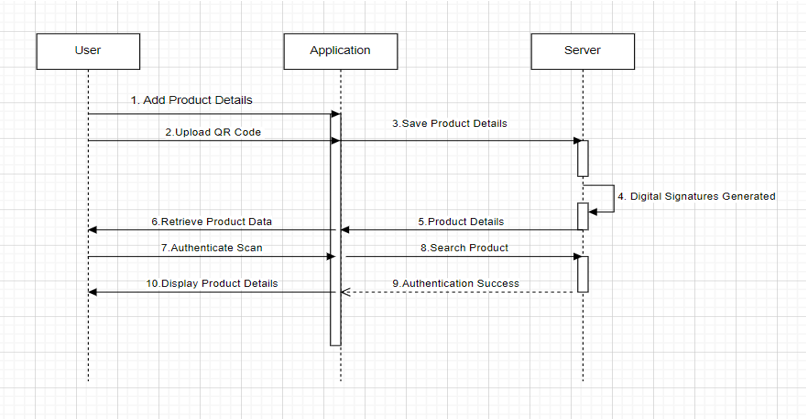 User
Application
Server
1. Add Product Details
2.Upload QR Code
3.Save Product Details
4. Digital Signatures Generated
6.Retrieve Product Data
5.Product Details
7.Authenticate Scan
8.Search Product
10.Display Product Details
9.Authentication Success